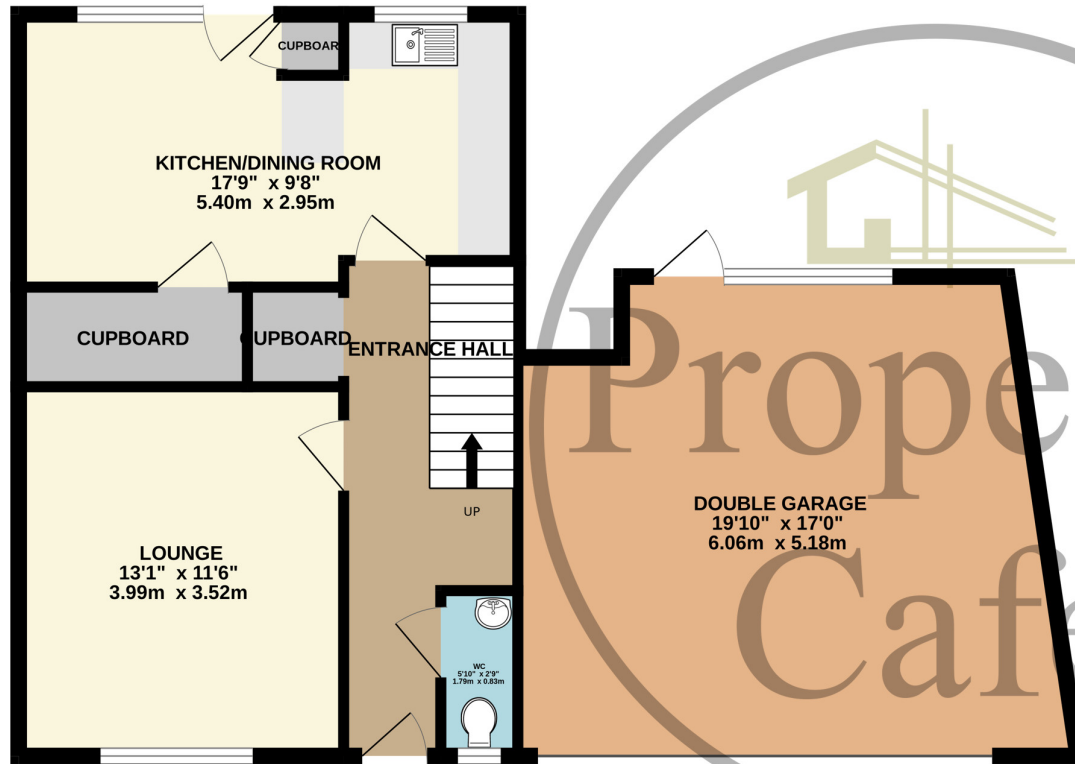 CUPBOAR
KITCHEN/DINING ROOM
17'9" x 9'8"
5.40m x 2.95m
CUPBOARD
CUPBOARD
ENTRANCE HALL
UP
LOUNGE
13'1" x 11'6"
3.99m x 3.52m
WC
5'10" x 2'9"
1.79m x 0.83m
DOUBLE GARAGE
19'10" x 17'0"
6.06m x 5.18m
Prope
Café